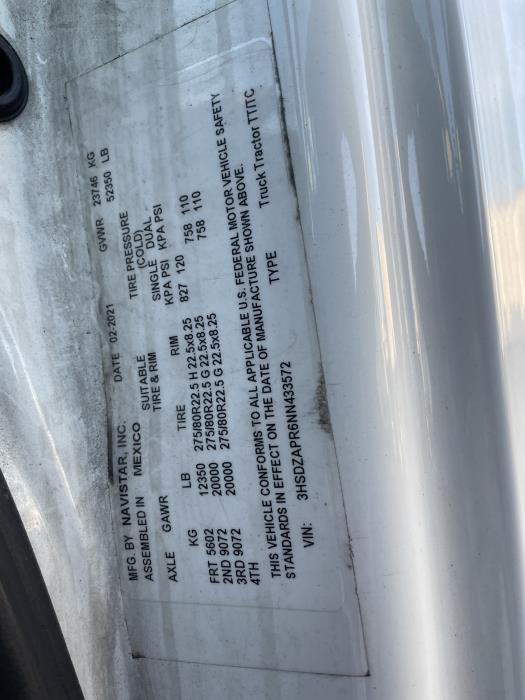 MFG. BY NAVISTAR, INC. DATE 02-2021 GVWR 23746 KG
ASSEMBLED IN MEXICO 52350 LB
SUITABLE TIRE PRESSURE
TIRE & RIM (COLD)
AXLE GAWR SINGLE DUAL
KG LB TIRE RIM KPA PSI KPA PSI
FRT 5602 12350 275/80R22.5 H 22.5x8.25 827 120
2ND 9072 20000 275/80R22.5 G 22.5x8.25 758 110
3RD 9072 20000 275/80R22.5 G 22.5x8.25 758 110
4TH
THIS VEHICLE CONFORMS TO ALL APPLICABLE U.S. FEDERAL MOTOR VEHICLE SAFETY
STANDARDS IN EFFECT ON THE DATE OF MANUFACTURE SHOWN ABOVE.
VIN: 3HSDZAPR6NN433572 TYPE Truck Tractor TT/TC